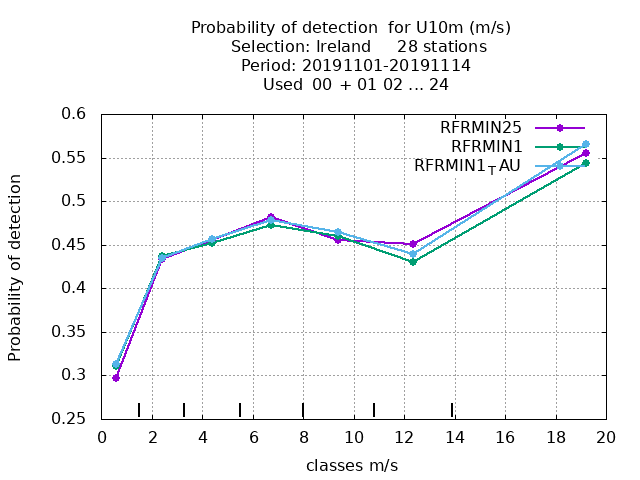 Probability of detection  for U10m (m/s)
Selection: Ireland     28 stations
Period: 20191101-20191114
Used  00 + 01 02 ... 24
RFRMIN25
RFRMIN1
RFRMIN1TAU
0.6
0.55
0.5
0.45
0.4
0.35
0.3
0.25
Probability of detection
0 2 4 6 8 10 12 14 16 18 20
classes m/s